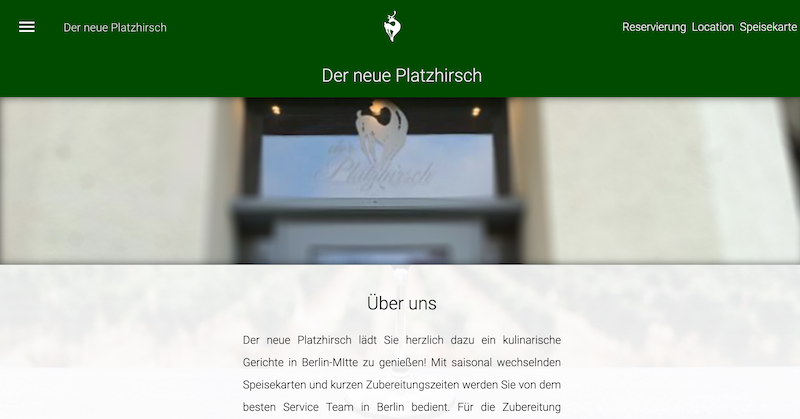 Der neue Platzhirsch
Reservierung Location Speisekarte
Der neue Platzhirsch
der
Platzhirsch
Über uns
Der neue Platzhirsch lädt Sie herzlich dazu ein kulinarische
Gerichte in Berlin-MItte zu genießen! Mit saisonal wechselnden
Speisekarten und kurzen Zubereitungszeiten werden Sie von dem
besten Service Team in Berlin bedient. Für die Zubereitung